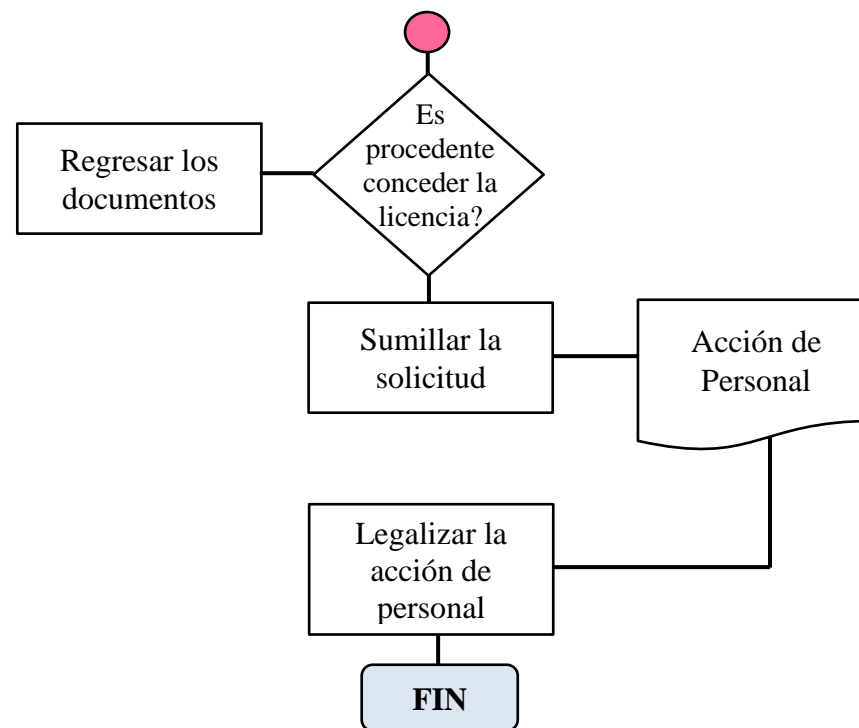 Es
procedente
conceder la
licencia?
Regresar los
documentos
Sumillar la
solicitud
Acción de
Personal
Legalizar la
acción de
personal
FIN